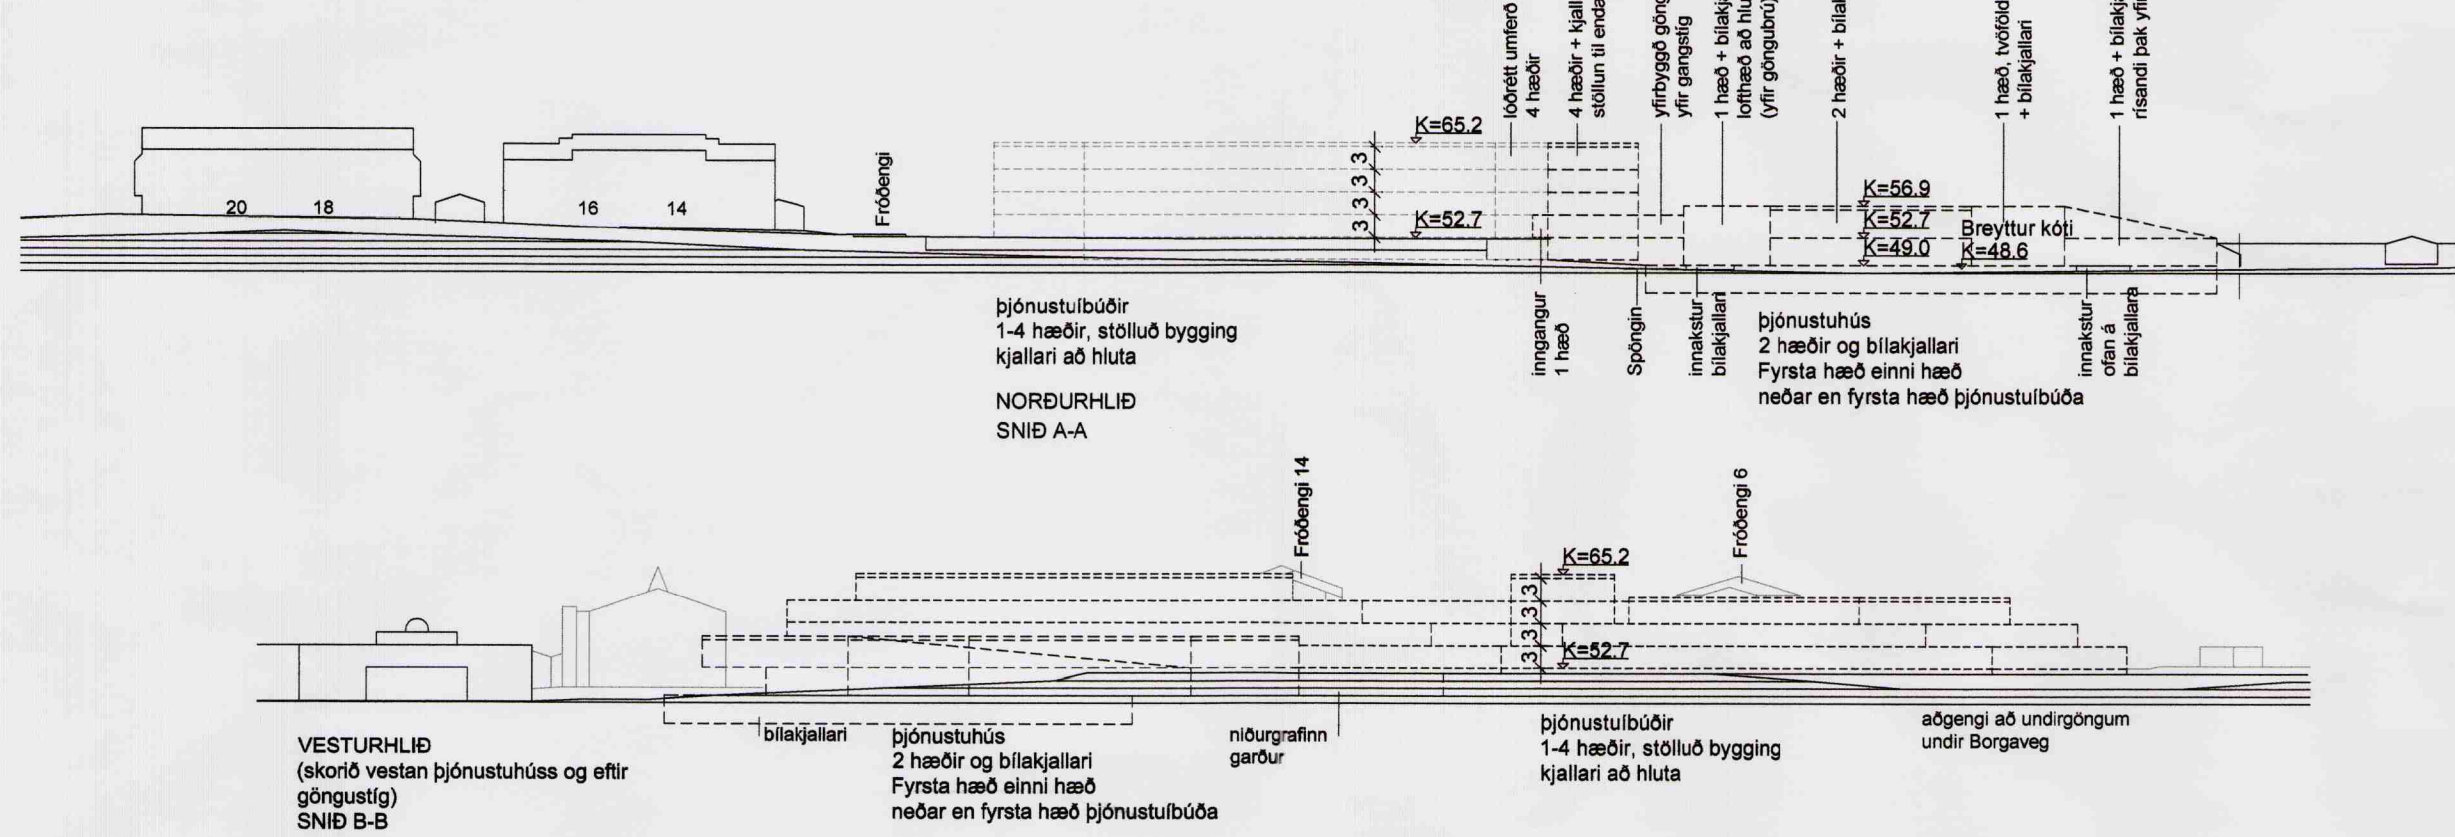 lóðrétt umferð
4 hæðir
4 hæðir + kjall
stöllun til enda
yfirbyggð göng
yfir gangstíg
1 hæð + bílakj
lofthæð að hlu
(yfir göngubrú)
2 hæðir + bílak
1 hæð, tvöföld
+ bílakjallari
1 hæð + bílakj
rísandi þak yfir
20
18
16
14
Fróðengi
K=65.2
3
3
3
3
K=52.7
K=56.9
K=52.7
K=49.0
Breyttur kóti
K=48.6
þjónustuíbúðir
1-4 hæðir, stölluð bygging
kjallari að hluta
NORÐURHLIÐ
SNIÐ A-A
inngangur
1 hæð
Spöngin
innakstur
bílakjallari
þjónustuhús
2 hæðir og bílakjallari
Fyrsta hæð einni hæð
neðar en fyrsta hæð þjónustuíbúða
innakstur
ofan á
bílakjallara
Fróðengi 14
K=65.2
Fróðengi 6
3
3
3
3
K=52.7
VESTURHLIÐ
(skorið vestan þjónustuhúss og eftir
göngustíg)
SNIÐ B-B
bílakjallari
þjónustuhús
2 hæðir og bílakjallari
Fyrsta hæð einni hæð
neðar en fyrsta hæð þjónustuíbúða
niðurgrafinn
garður
þjónustuíbúðir
1-4 hæðir, stölluð bygging
kjallari að hluta
aðgengi að undirgöngum
undir Borgaveg